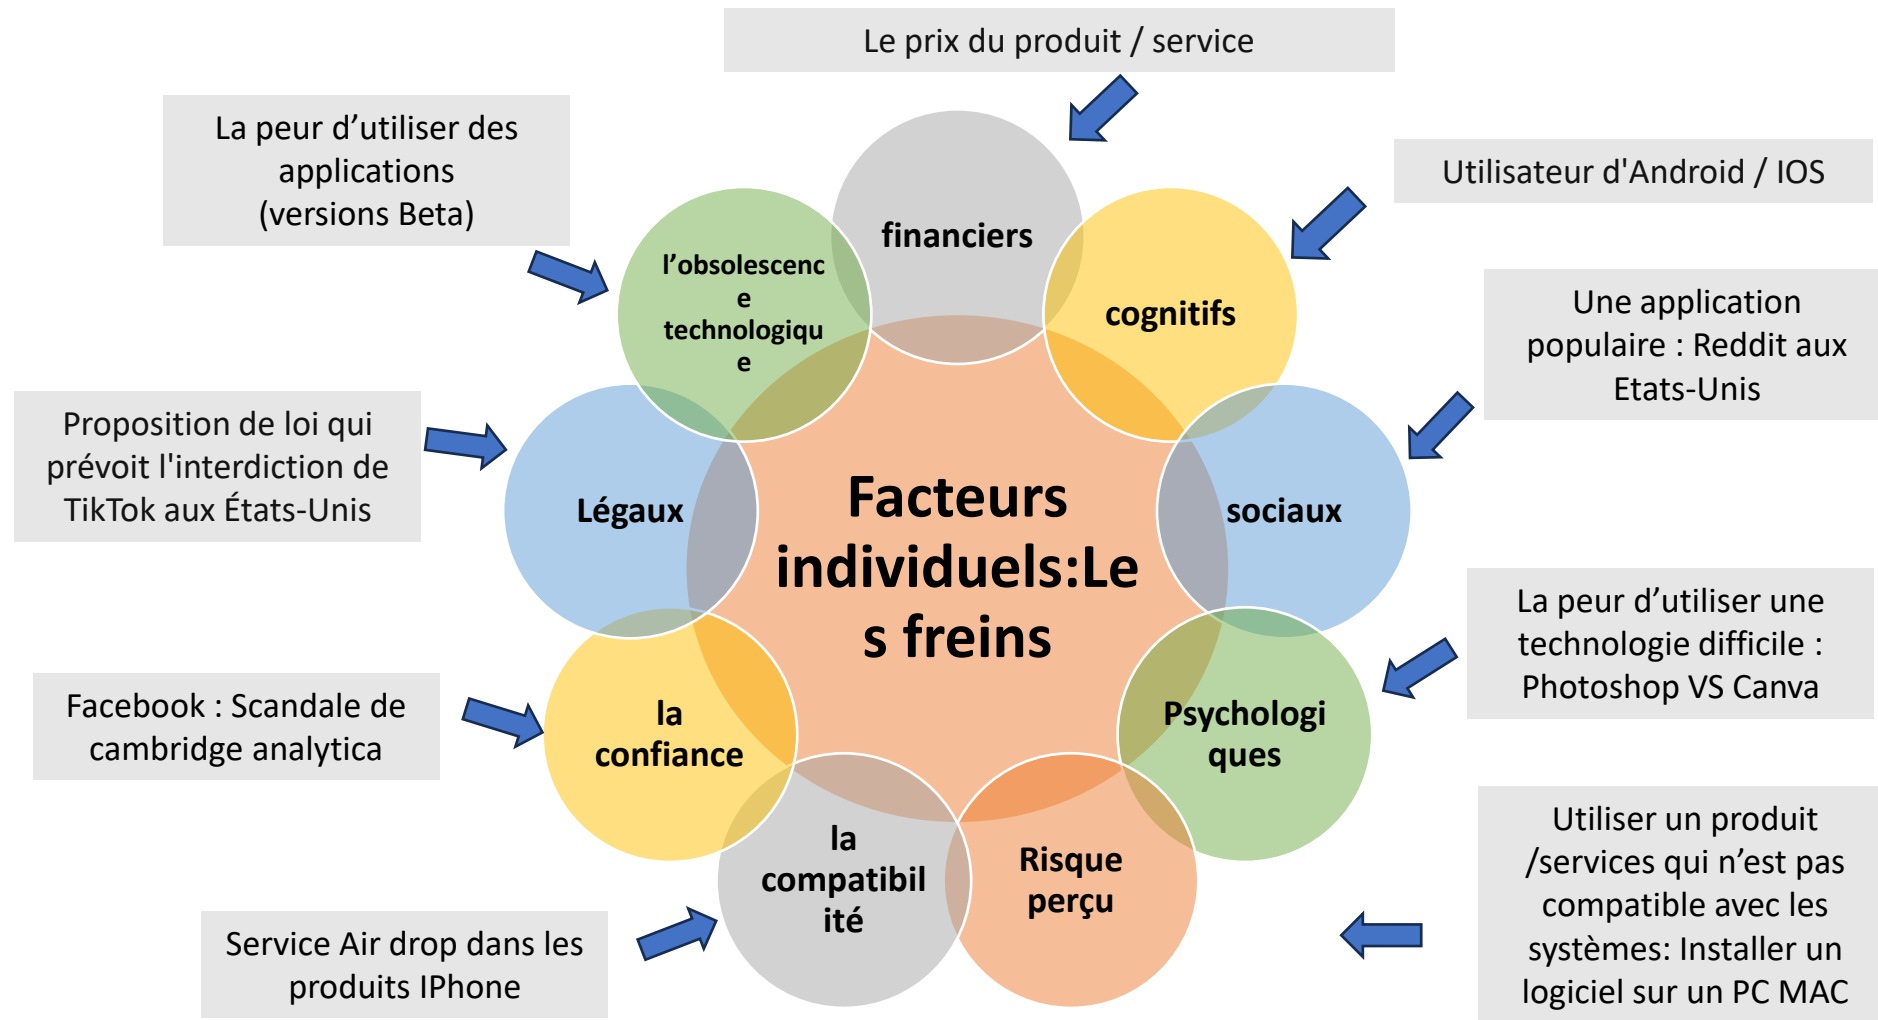 Le prix du produit / service
La peur d’utiliser des
applications
(versions Beta)
Utilisateur d'Android / IOS
financiers
l’obsolescenc
e
technologiqu
e
cognitifs
Une application
populaire : Reddit aux
Etats-Unis
Proposition de loi qui
prévoit l'interdiction de
TikTok aux États-Unis
Légaux
Facteurs
individuels:Le
s freins
sociaux
La peur d’utiliser une
technologie difficile :
Photoshop VS Canva
Facebook : Scandale de
cambridge analytica
la
confiance
Psychologi
ques
la
compatibil
ité
Risque
perçu
Utiliser un produit
/services qui n’est pas
compatible avec les
systèmes: Installer un
logiciel sur un PC MAC
Service Air drop dans les
produits IPhone